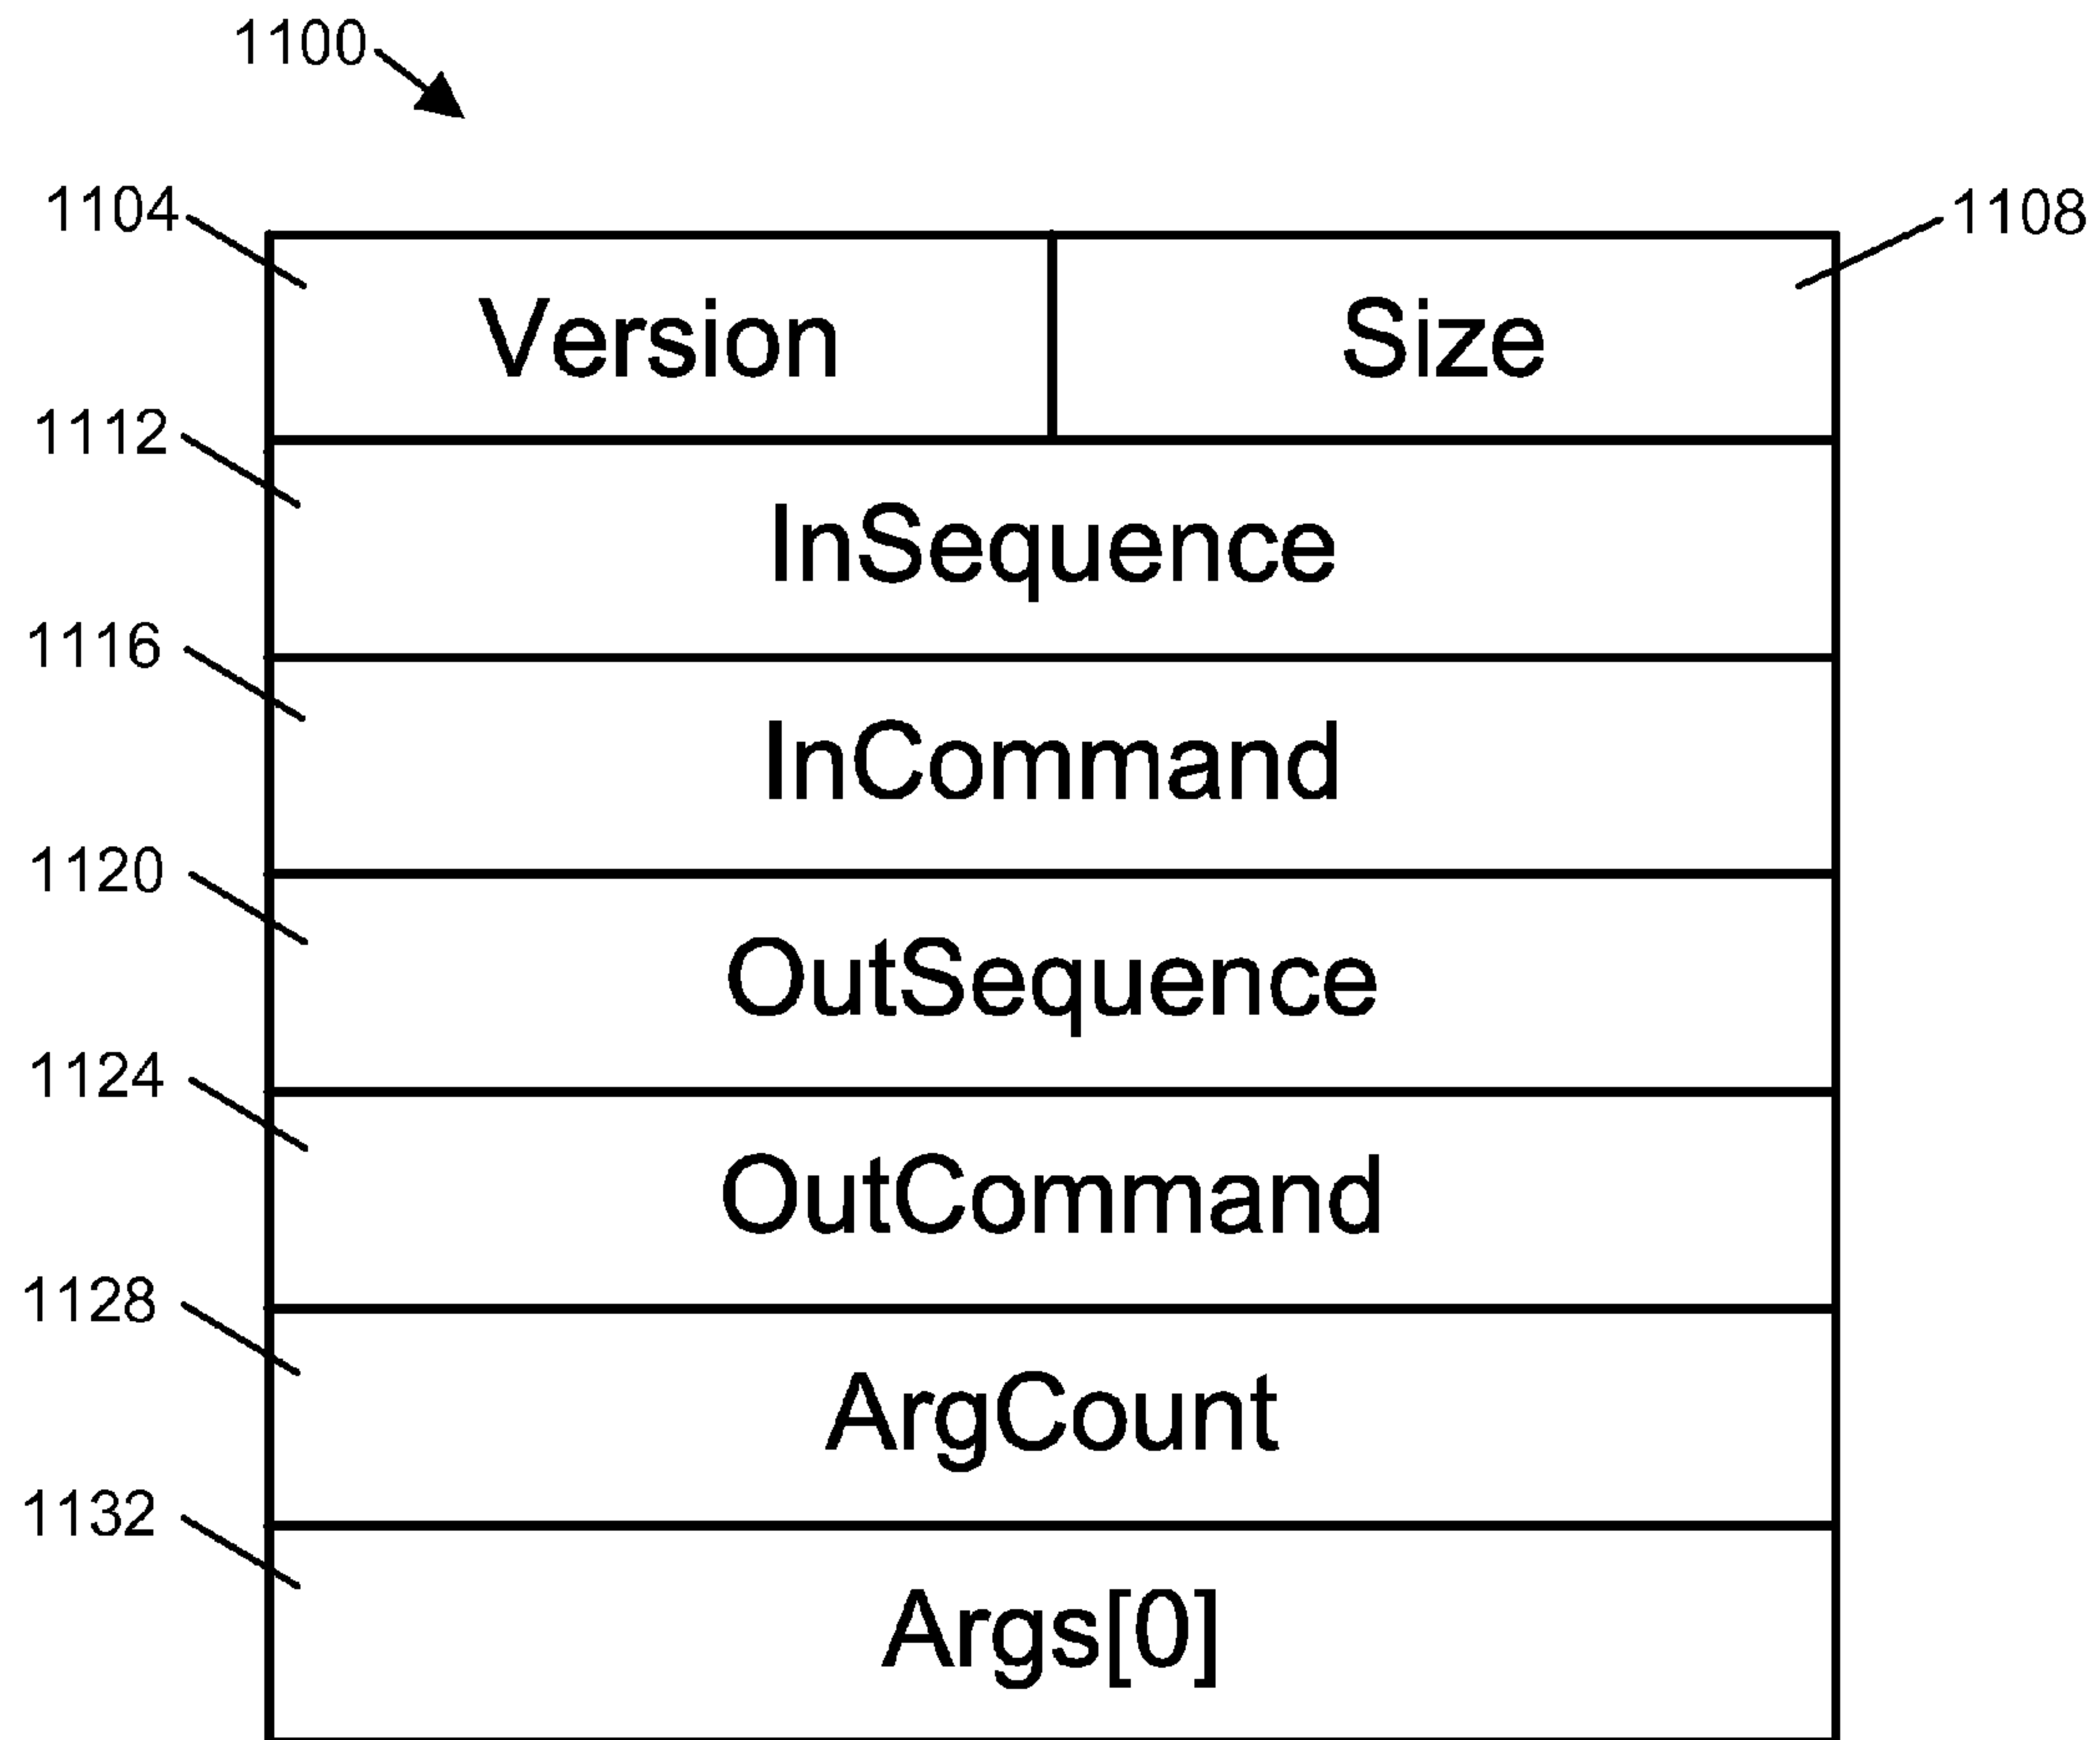 1100
1104
1108
Version Size
1112
InSequence
1116
InCommand
1120
OutSequence
1124
OutCommand
1128
ArgCount
1132
Args[0]